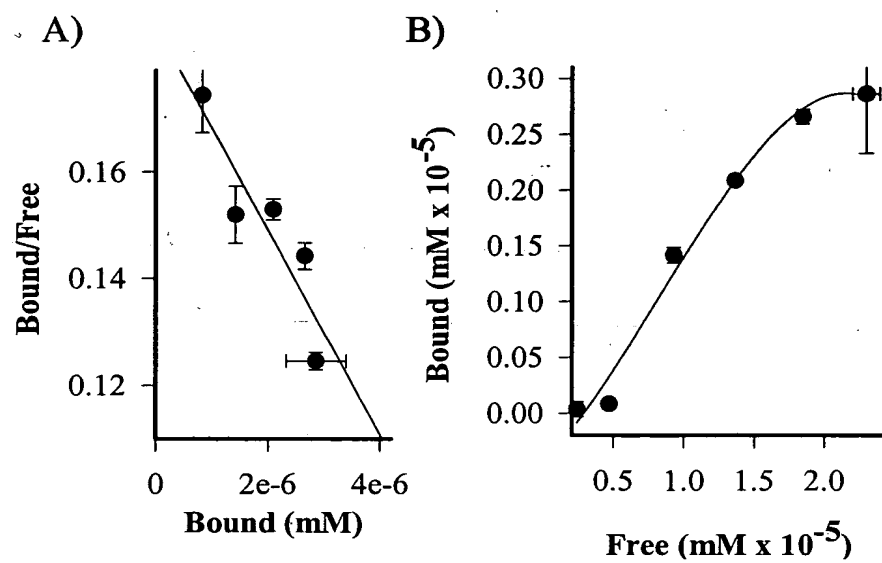 A)
Bound/Free
0.16
0.14
0.12
0
2e-6
4e-6
Bound (mM)
B)
Bound (mM x 10-5)
0.30
0.25
0.20
0.15
0.10
0.05
0.00
0.5
1.0
1.5
2.0
Free (mM x 10-5)